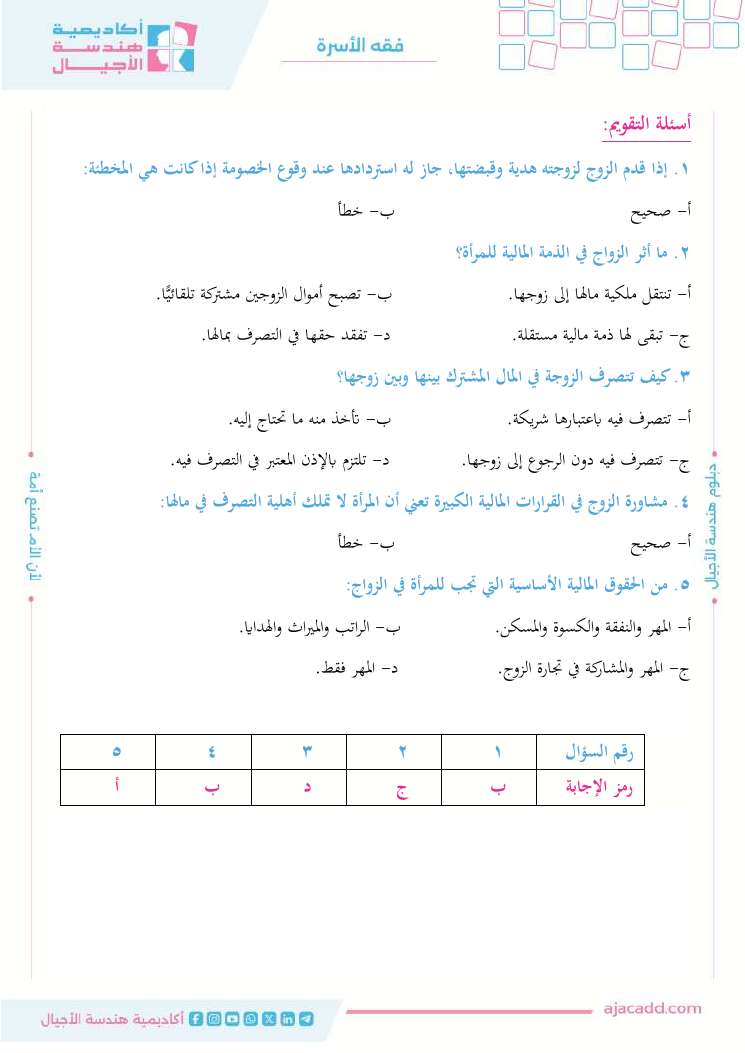 أكاديمية
هندسة
الأجيال
فقه الأسرة
أسئلة التقويم:
١. إذا قدم الزوج لزوجته هدية وقبضتها، جاز له استردادها عند وقوع الخصومة إذا كانت هي المخطئة:
أ- صحيح ب- خطأ
٢. ما أثر الزواج في الذمة المالية للمرأة؟
أ- تنتقل ملكية مالها إلى زوجها. ب- تصبح أموال الزوجين مشتركة تلقائيًّا.
ج- تبقى لها ذمة مالية مستقلة. د- تفقد حقها في التصرف بمالها.
٣. كيف تتصرف الزوجة في المال المشترك بينها وبين زوجها؟
أ- تتصرف فيه باعتبارها شريكة. ب- تأخذ منه ما تحتاج إليه.
ج- تتصرف فيه دون الرجوع إلى زوجها. د- تلتزم بالإذن المعتبر في التصرف فيه.
٤. مشاورة الزوج في القرارات المالية الكبيرة تعني أن المرأة لا تملك أهلية التصرف في مالها:
أ- صحيح ب- خطأ
٥. من الحقوق المالية الأساسية التي تجب للمرأة في الزواج:
أ- المهر والنفقة والكسوة والمسكن. ب- الراتب والميراث والهدايا.
ج- المهر والمشاركة في تجارة الزوج. د- المهر فقط.
رقم السؤال ١ ٢ ٣ ٤ ٥
رمز الإجابة ب ج د ب أ
دبلوم هندسة الأجيال
لأن الأم تصنع أمة
ajacadd.com
أكاديمية هندسة الأجيال